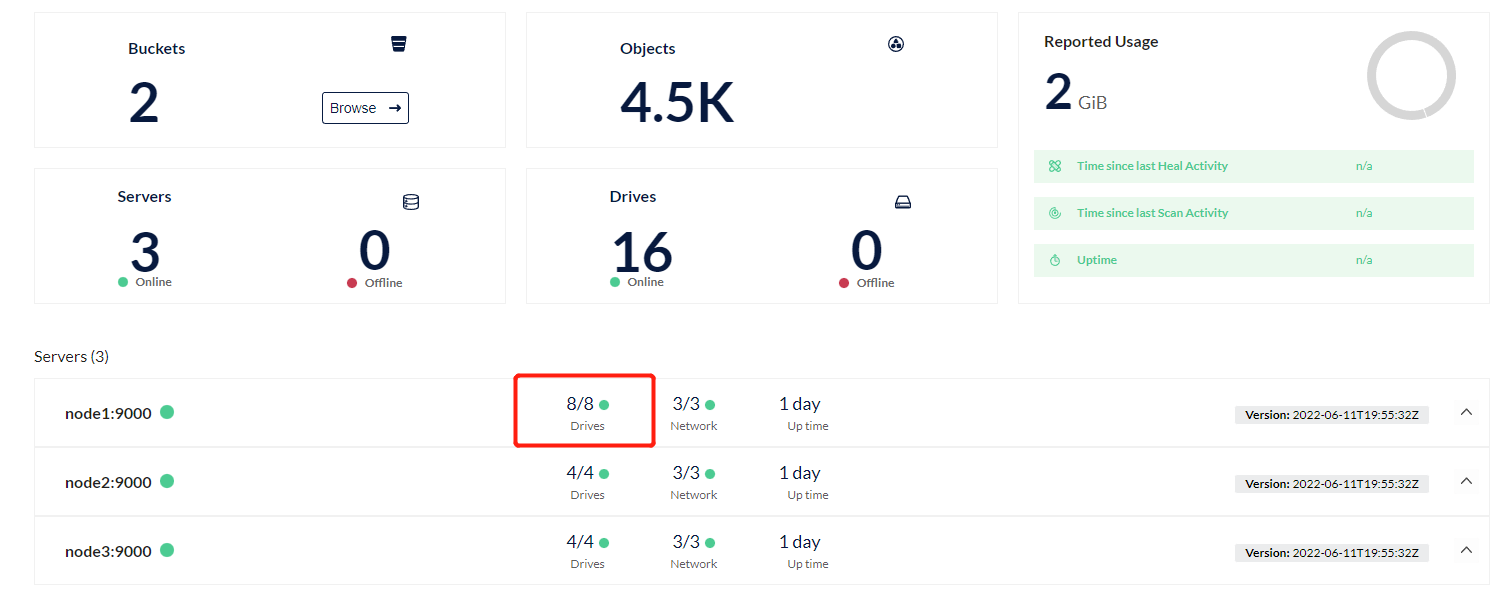 Buckets
2
Browse →
Objects
4.5K
Reported Usage
2 GiB
Time since last Heal Activity n/a
Time since last Scan Activity n/a
Uptime n/a
Servers
3
Online
0
Offline
Drives
16
Online
0
Offline
Servers (3)
node1:9000
8/8
Drives
3/3
Network
1 day
Up time
Version: 2022-06-11T19:55:32Z
node2:9000
4/4
Drives
3/3
Network
1 day
Up time
Version: 2022-06-11T19:55:32Z
node3:9000
4/4
Drives
3/3
Network
1 day
Up time
Version: 2022-06-11T19:55:32Z